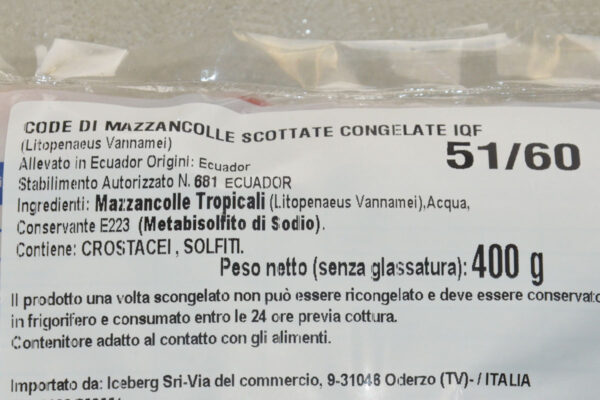 CODE DI MAZZANCOLLE SCOTTATE CONGELATE IQF
(Litopenaeus Vannamei)
51/60
Allevato in Ecuador Origini: Ecuador
Stabilimento Autorizzato N. 681 ECUADOR
Ingredienti: Mazzancolle Tropicali (Litopenaeus Vannamei),Acqua,
Conservante E223 (Metabisolfito di Sodio).
Contiene: CROSTACEI , SOLFITI.
Peso netto (senza glassatura): 400 g
Il prodotto una volta scongelato non può essere ricongelato e deve essere conservato
in frigorifero e consumato entro le 24 ore previa cottura.
Contenitore adatto al contatto con gli alimenti.
Importato da: Iceberg Srl-Via del commercio, 9-31046 Oderzo (TV)- / ITALIA